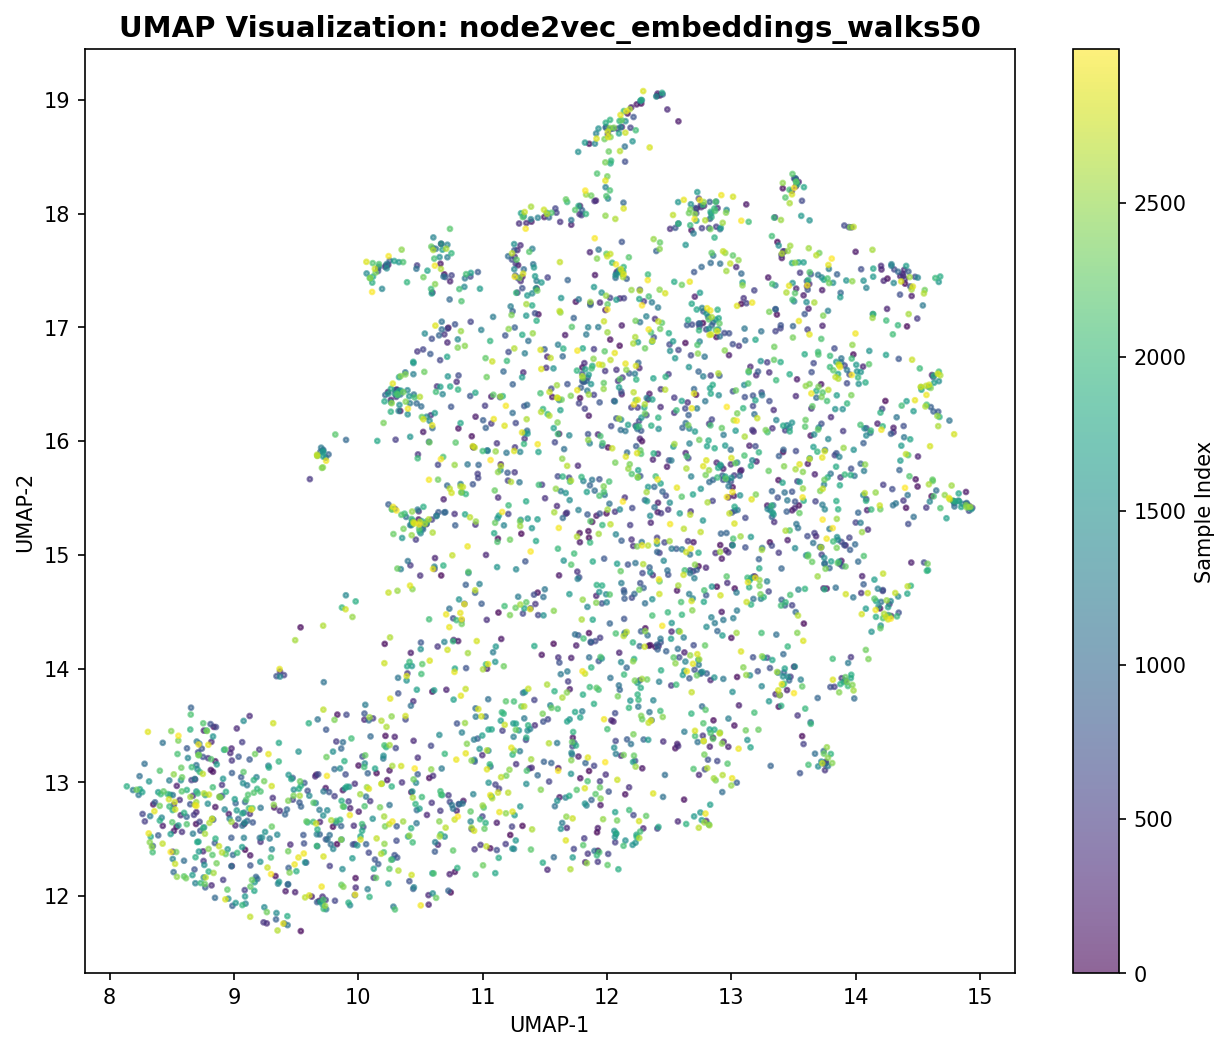 UMAP Visualization: node2vec_embeddings_walks50
19
18
17
16
15
14
13
12
UMAP-2
8 9 10 11 12 13 14 15
UMAP-1
2500
2000
1500
1000
500
0
Sample Index